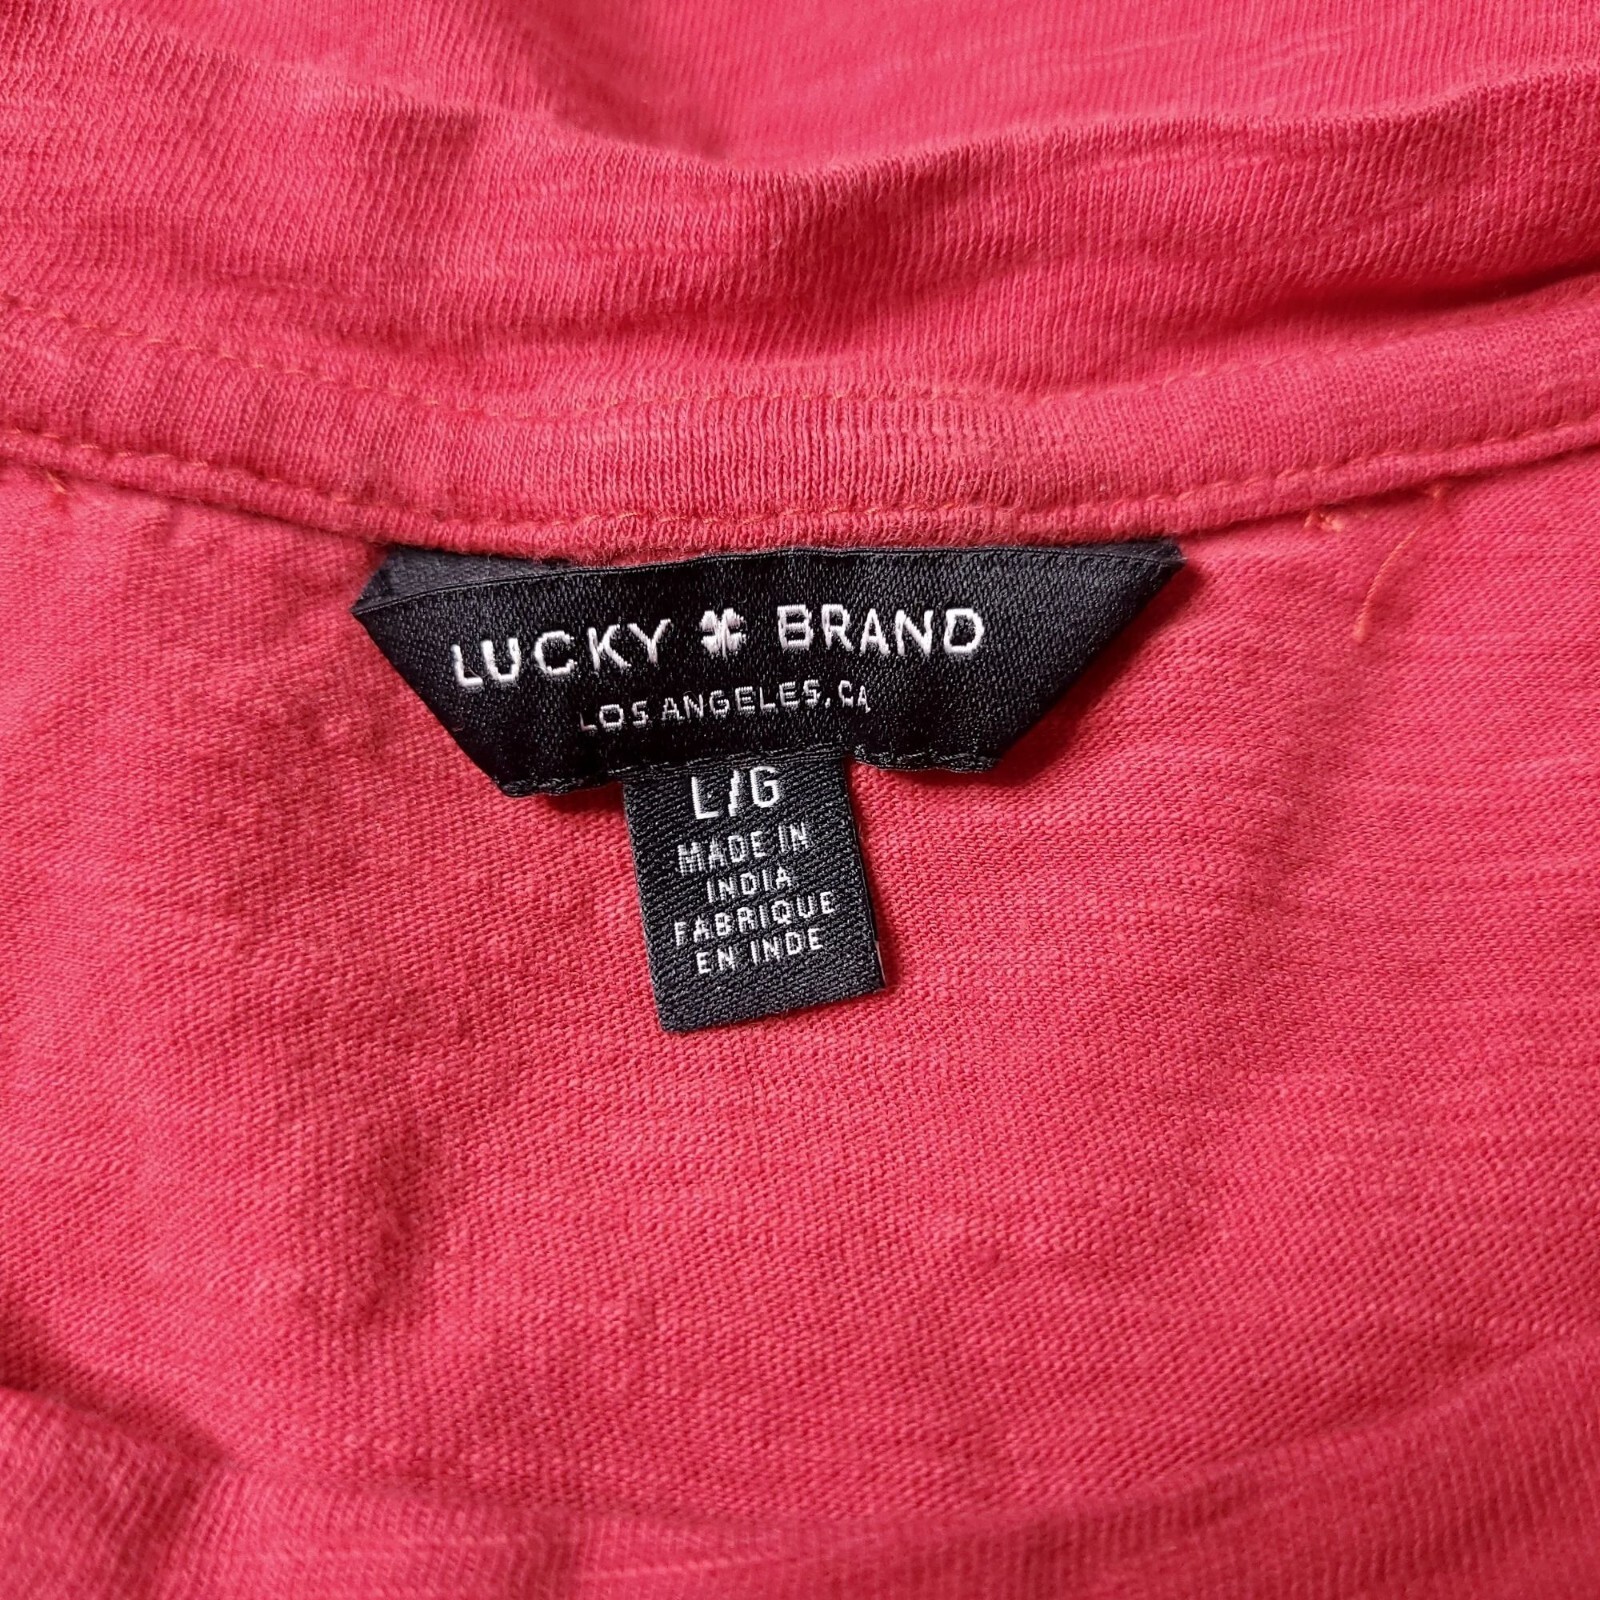 LUCKY BRAND
LOS ANGELES, CA
L/G
MADE IN
INDIA
FABRIQUE
EN INDE